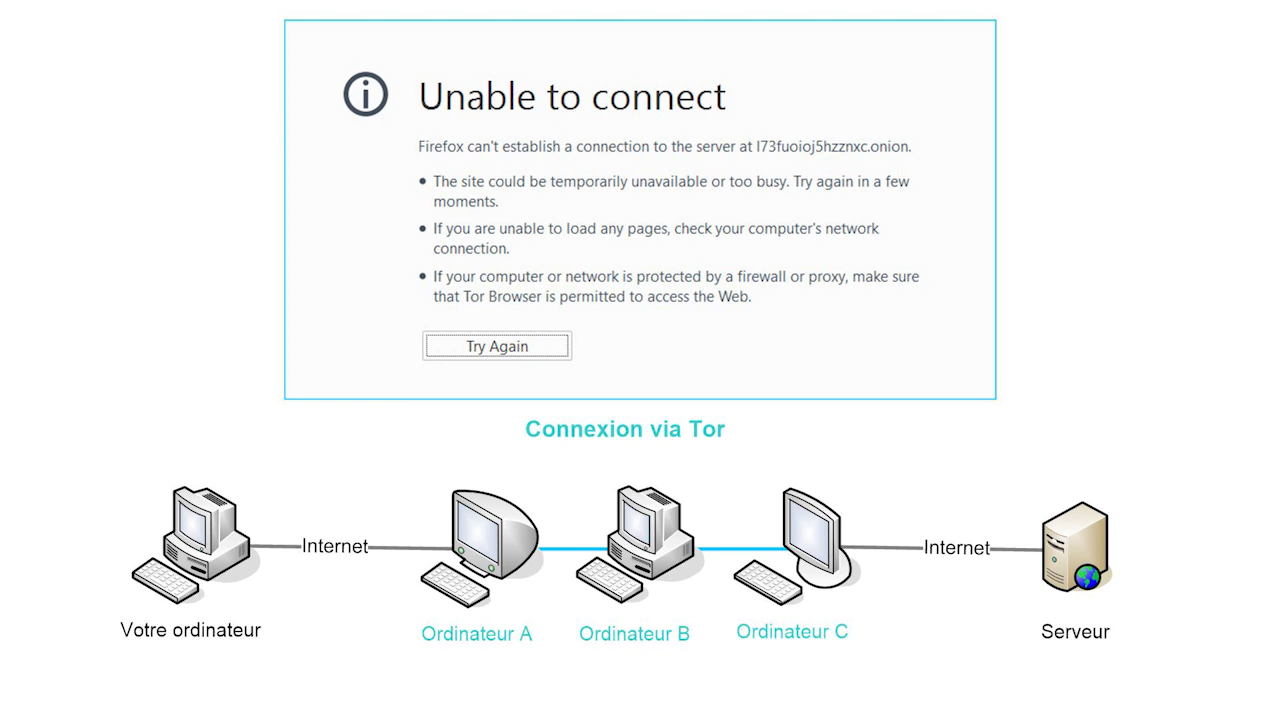 Unable to connect
Firefox can't establish a connection to the server at l73fuoioj5hzznxc.onion.
The site could be temporarily unavailable or too busy. Try again in a few
moments.
If you are unable to load any pages, check your computer's network
connection.
If your computer or network is protected by a firewall or proxy, make sure
that Tor Browser is permitted to access the Web.
Try Again
Connexion via Tor
Internet
Internet
Votre ordinateur
Ordinateur A
Ordinateur B
Ordinateur C
Serveur